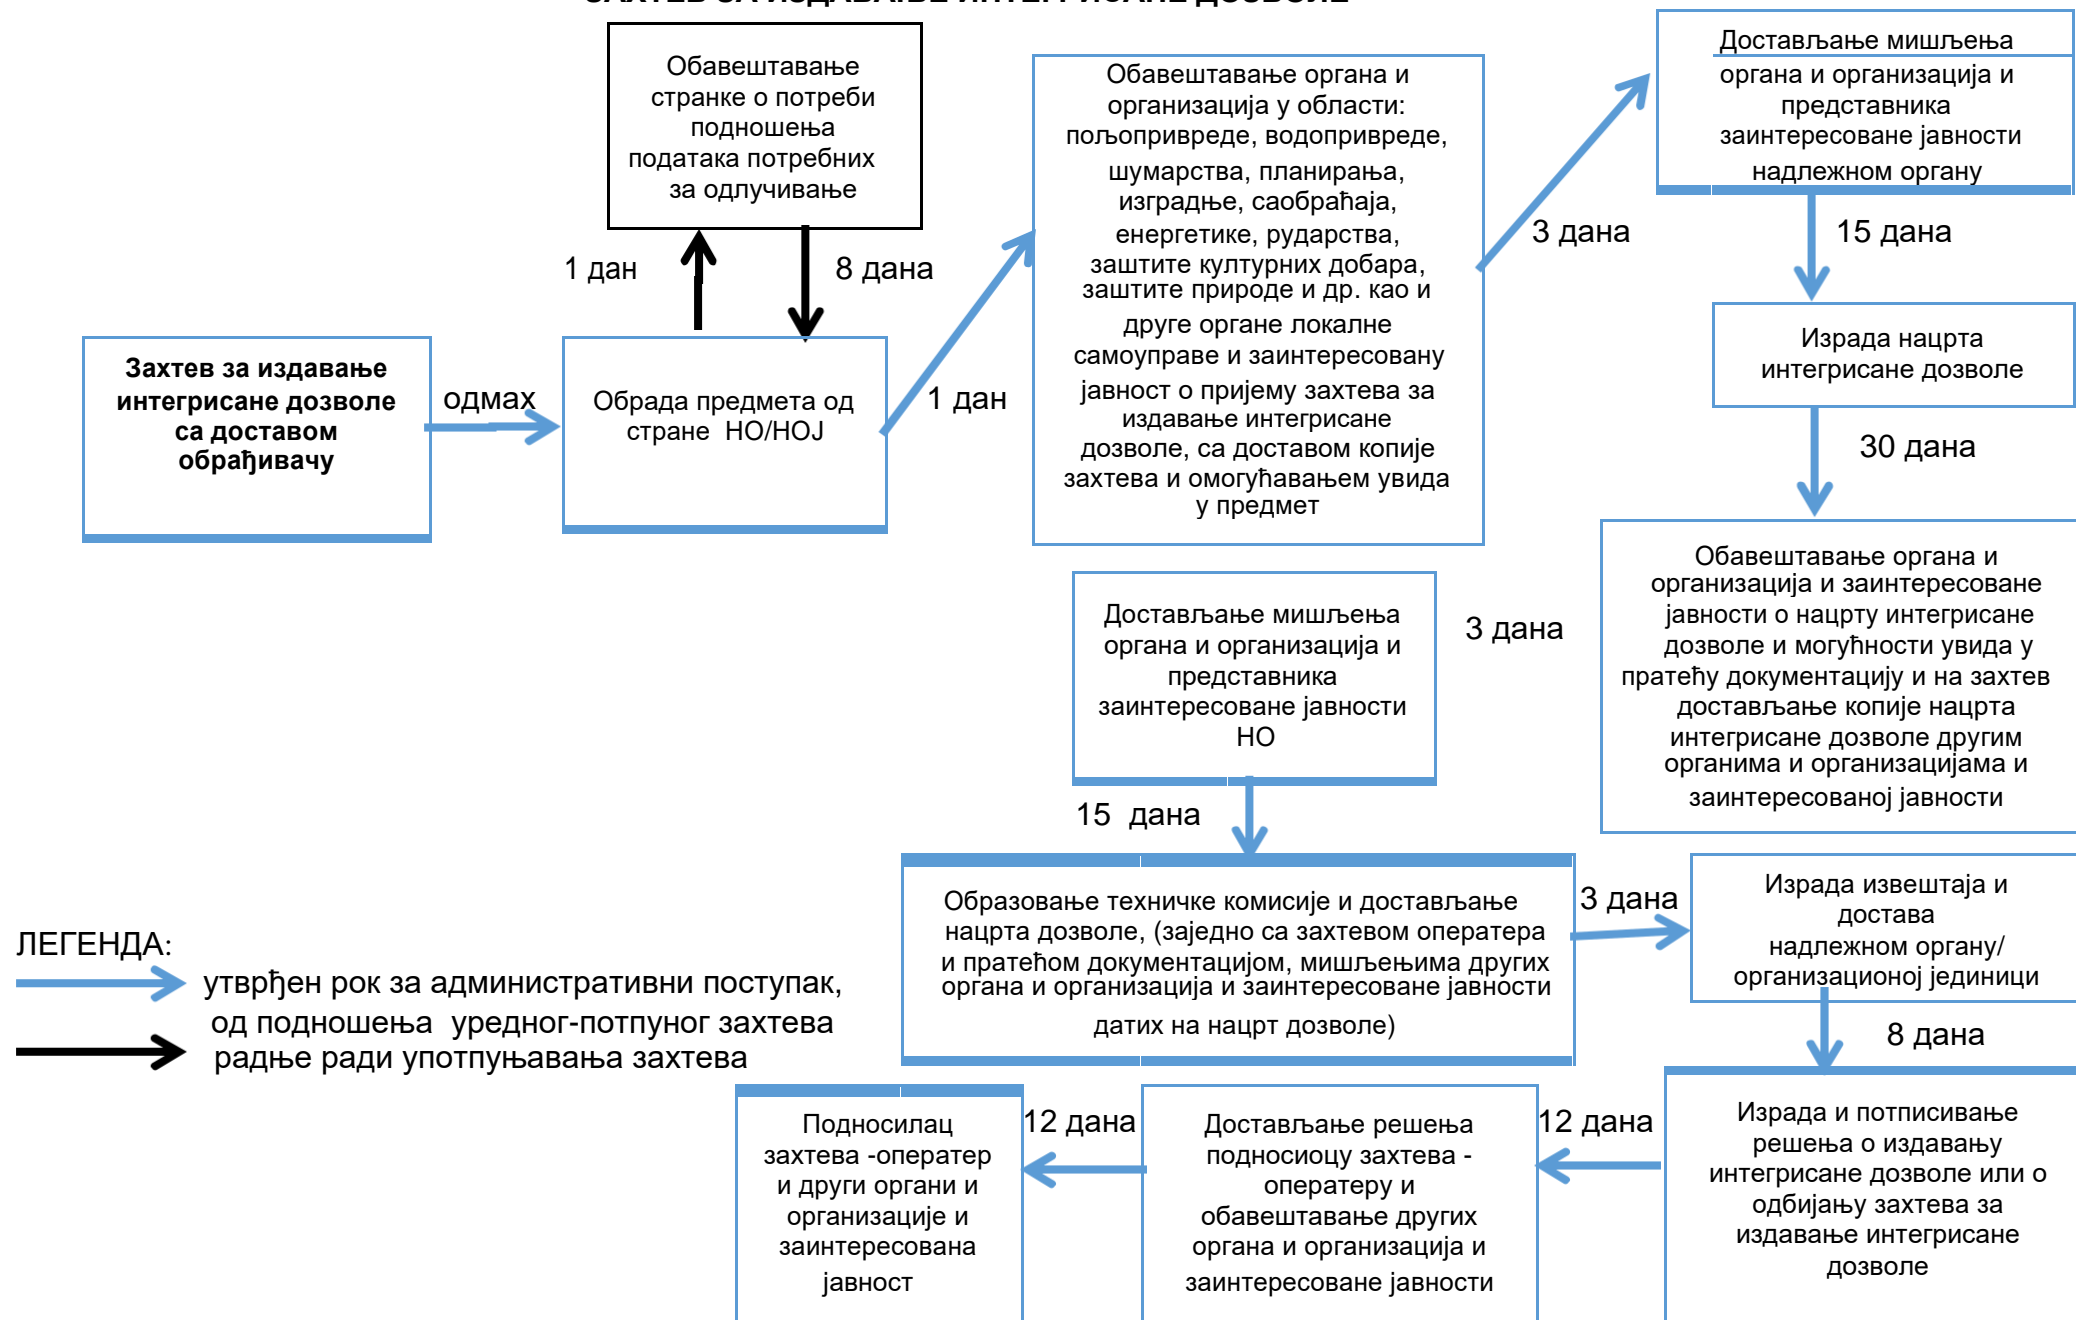 ЗАХТЕВ ЗА ИЗДАВАЊЕ ИНТЕГРИСАНЕ ДОЗВОЛЕ
Обавештавање
странке о потреби
подношења
података потребних
за одлучивање
1 дан
8 дана
Захтев за издавање
интегрисане дозволе
са доставом
обрађивачу
одмах
Обрада предмета од
стране НО/НОЈ
1 дан
Обавештавање органа и
организација у области:
пољопривреде, водопривреде,
шумарства, планирања,
изградње, саобраћаја,
енергетике, рударства,
заштите културних добара,
заштите природе и др. као и
друге органе локалне
самоуправе и заинтересовану
јавност о пријему захтева за
издавање интегрисане
дозволе, са доставом копије
захтева и омогућавањем увида
у предмет
3 дана
Достављање мишљења
органа и организација и
представника
заинтересоване јавности
надлежном органу
15 дана
Израда нацрта
интегрисане дозволе
30 дана
Обавештавање органа и
организација и заинтересоване
јавности о нацрту интегрисане
дозволе и могућности увида у
пратећу документацију и на захтев
достављање копије нацрта
интегрисане дозволе другим
органима и организацијама и
заинтересованој јавности
3 дана
Достављање мишљења
органа и организација и
представника
заинтересоване јавности
НО
15 дана
Образовање техничке комисије и достављање
нацрта дозволе, (заједно са захтевом оператера
и пратећом документацијом, мишљењима других
органа и организација и заинтересоване јавности
датих на нацрт дозволе)
3 дана
Израда извештаја и
достава
надлежном органу/
организационој јединици
8 дана
Израда и потписивање
решења о издавању
интегрисане дозволе или о
одбијању захтева за
издавање интегрисане
дозволе
12 дана
Достављање решења
подносиоцу захтева -
оператеру и
обавештавање других
органа и организација и
заинтересоване јавности
12 дана
Подносилац
захтева -оператер
и други органи и
организације и
заинтересована
јавност
ЛЕГЕНДА:
утврђен рок за административни поступак,
од подношења уредног-потпуног захтева
радње ради употпуњавања захтева